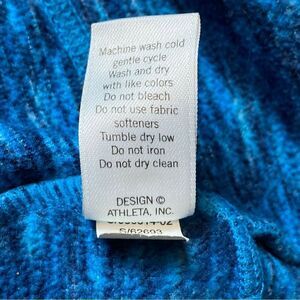 Machine wash cold
gentle cycle
Wash and dry
with like colors
Do not bleach
Do not use fabric
softeners
Tumble dry low
Do not iron
Do not dry clean
DESIGN ©
ATHLETA, INC.
S/62693